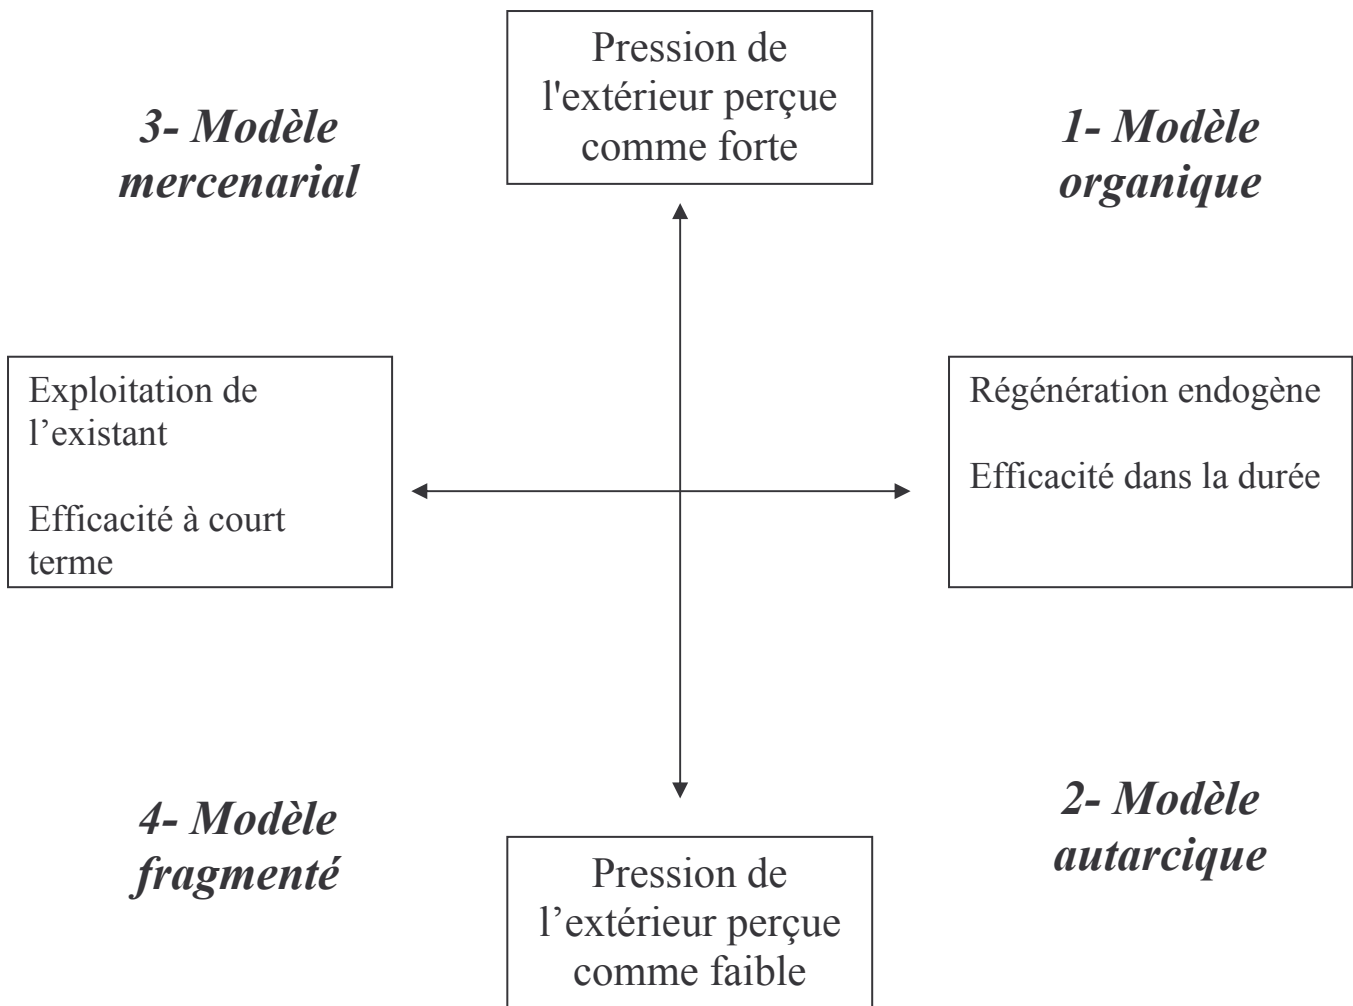 Pression de
l'extérieur perçue
comme forte
3- Modèle
mercenarial
1- Modèle
organique
Exploitation de
l’existant
Efficacité à court
terme
Régénération endogène
Efficacité dans la durée
4- Modèle
fragmenté
2- Modèle
autarcique
Pression de
l’extérieur perçue
comme faible